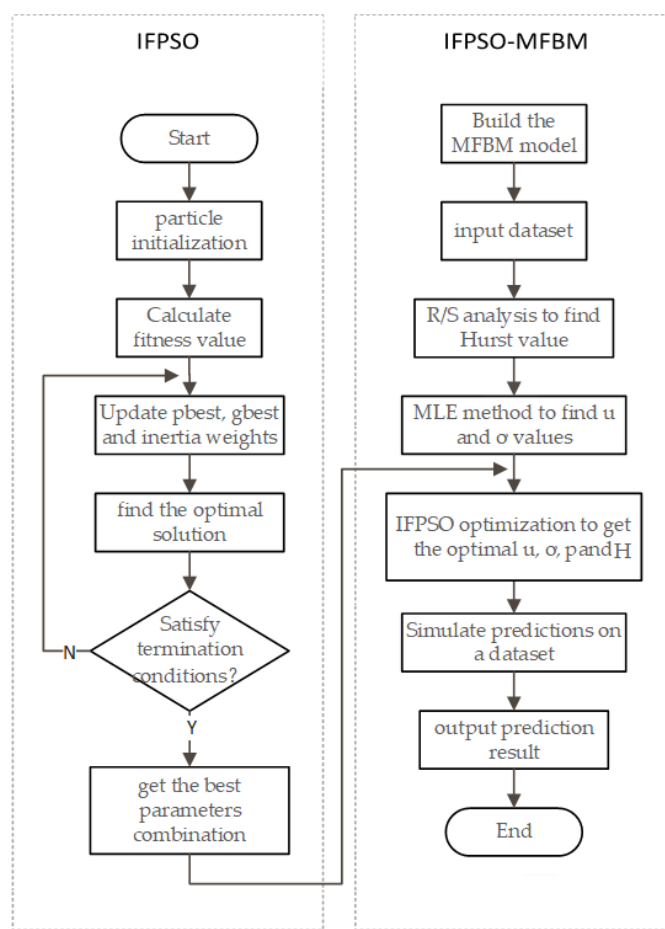 IFPSO
Start
particle
initialization
Calculate
fitness value
Update pbest, gbest
and inertia weights
find the optimal
solution
Satisfy
termination
conditions?
N
Y
get the best
parameters
combination
IFPSO-MFBM
Build the
MFBM model
input dataset
R/S analysis to find
Hurst value
MLE method to find u
and σ values
IFPSO optimization to get
the optimal u, σ, pandH
Simulate predictions on
a dataset
output prediction
result
End